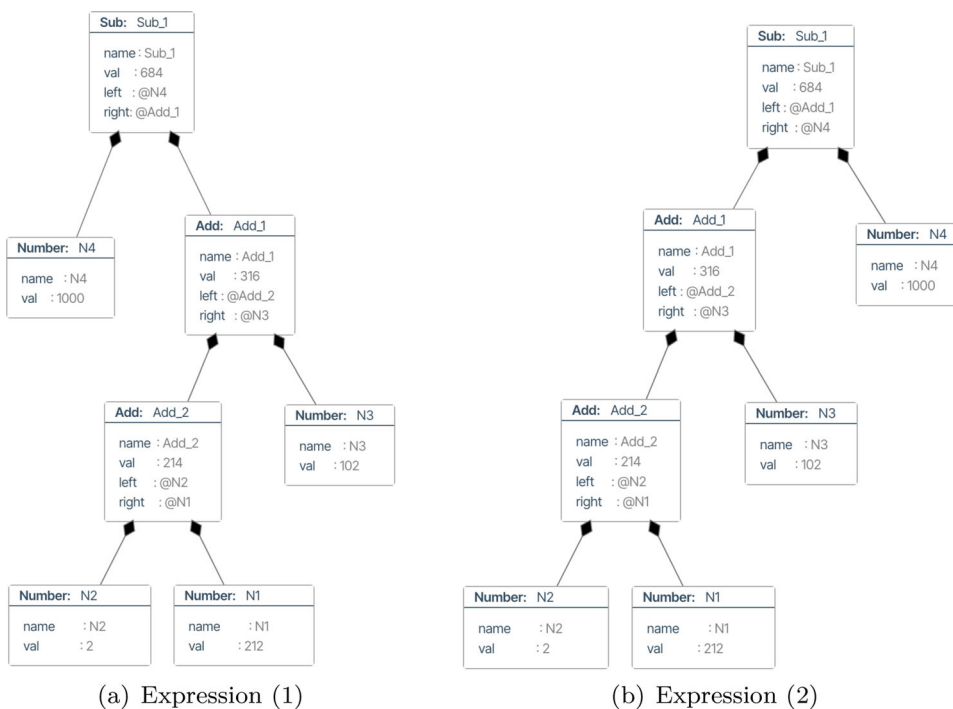 Sub: Sub_1
name : Sub_1
val : 684
left : @N4
right: @Add_1
Number: N4
name : N4
val : 1000
Add: Add_1
name : Add_1
val : 316
left : @Add_2
right : @N3
Add: Add_2
name : Add_2
val : 214
left : @N2
right : @N1
Number: N3
name : N3
val : 102
Number: N2
name : N2
val : 2
Number: N1
name : N1
val : 212
(a) Expression (1)
Sub: Sub_1
name : Sub_1
val : 684
left : @Add_1
right : @N4
Add: Add_1
name : Add_1
val : 316
left : @Add_2
right : @N3
Number: N4
name : N4
val : 1000
Add: Add_2
name : Add_2
val : 214
left : @N2
right : @N1
Number: N3
name : N3
val : 102
Number: N2
name : N2
val : 2
Number: N1
name : N1
val : 212
(b) Expression (2)